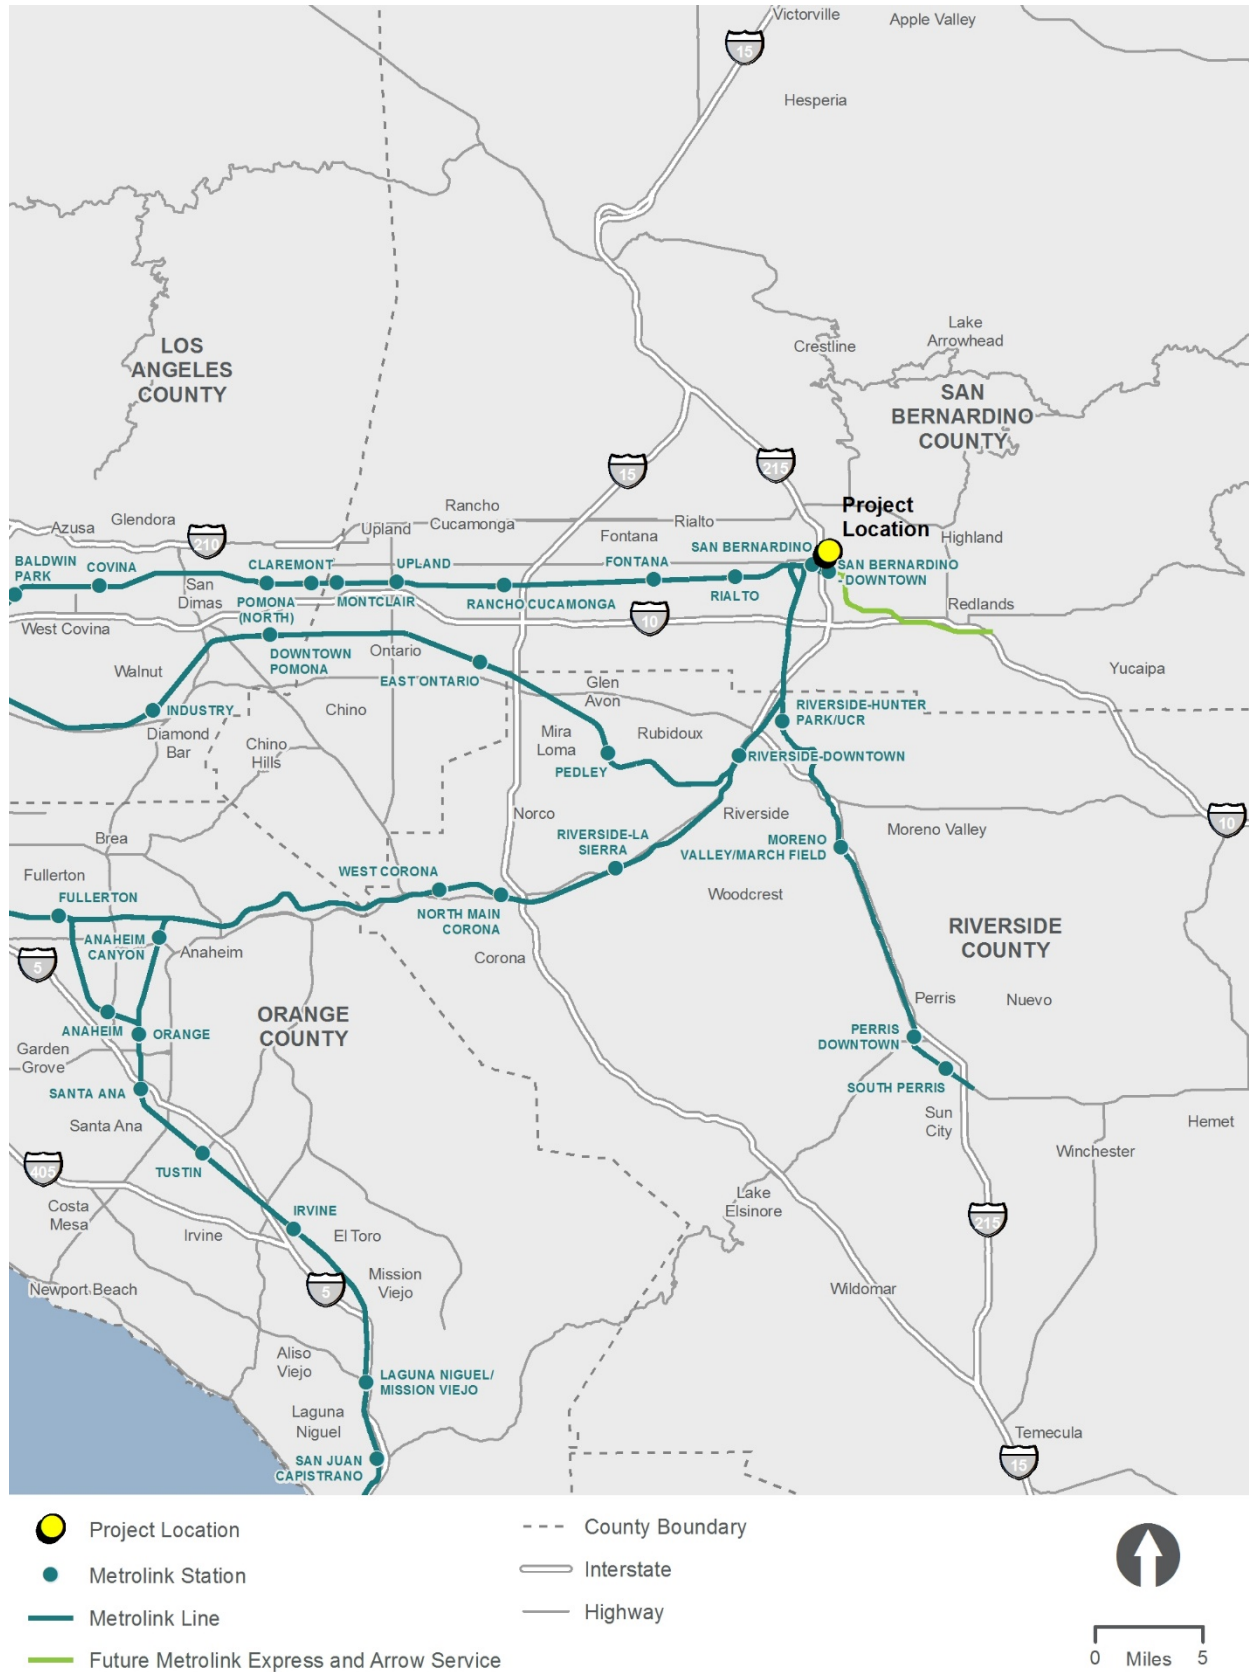 Victorville
Apple Valley
15
Hesperia
Lake
Arrowhead
Crestline
LOS
ANGELES
COUNTY
SAN
BERNARDINO
COUNTY
15
215
Rancho
Cucamonga
Project
Location
Glendora
Azusa
210
Upland
Fontana
Rialto
Highland
SAN BERNARDINO
BALDWIN
PARK
COVINA
CLAREMONT
UPLAND
FONTANA
SAN BERNARDINO
- DOWNTOWN
San
Dimas
POMONA
(NORTH)
MONTCLAIR
RANCHO CUCAMONGA
RIALTO
10
Redlands
West Covina
Walnut
DOWNTOWN
POMONA
Ontario
EAST ONTARIO
Yucaipa
Glen
Avon
INDUSTRY
Chino
RIVERSIDE-HUNTER
PARK/UCR
Diamond
Bar
Chino
Hills
Mira
Loma
Rubidoux
PEDLEY
RIVERSIDE-DOWNTOWN
Norco
Riverside
10
Brea
RIVERSIDE-LA
SIERRA
MORENO
VALLEY/MARCH FIELD
Moreno Valley
Fullerton
WEST CORONA
Woodcrest
FULLERTON
NORTH MAIN
CORONA
RIVERSIDE
COUNTY
ANAHEIM
CANYON
Anaheim
Corona
5
ORANGE
COUNTY
Perris
Nuevo
ANAHEIM
ORANGE
PERRIS
DOWNTOWN
Garden
Grove
SANTA ANA
SOUTH PERRIS
Santa Ana
Sun
City
Hemet
TUSTIN
405
Winchester
Costa
Mesa
IRVINE
Lake
Elsinore
Irvine
El Toro
215
Newport Beach
5
Mission
Viejo
Wildomar
Aliso
Viejo
LAGUNA NIGUEL/
MISSION VIEJO
Laguna
Niguel
Temecula
SAN JUAN
CAPISTRANO
15
Project Location
County Boundary
Metrolink Station
Interstate
Metrolink Line
Highway
Future Metrolink Express and Arrow Service
0 Miles 5